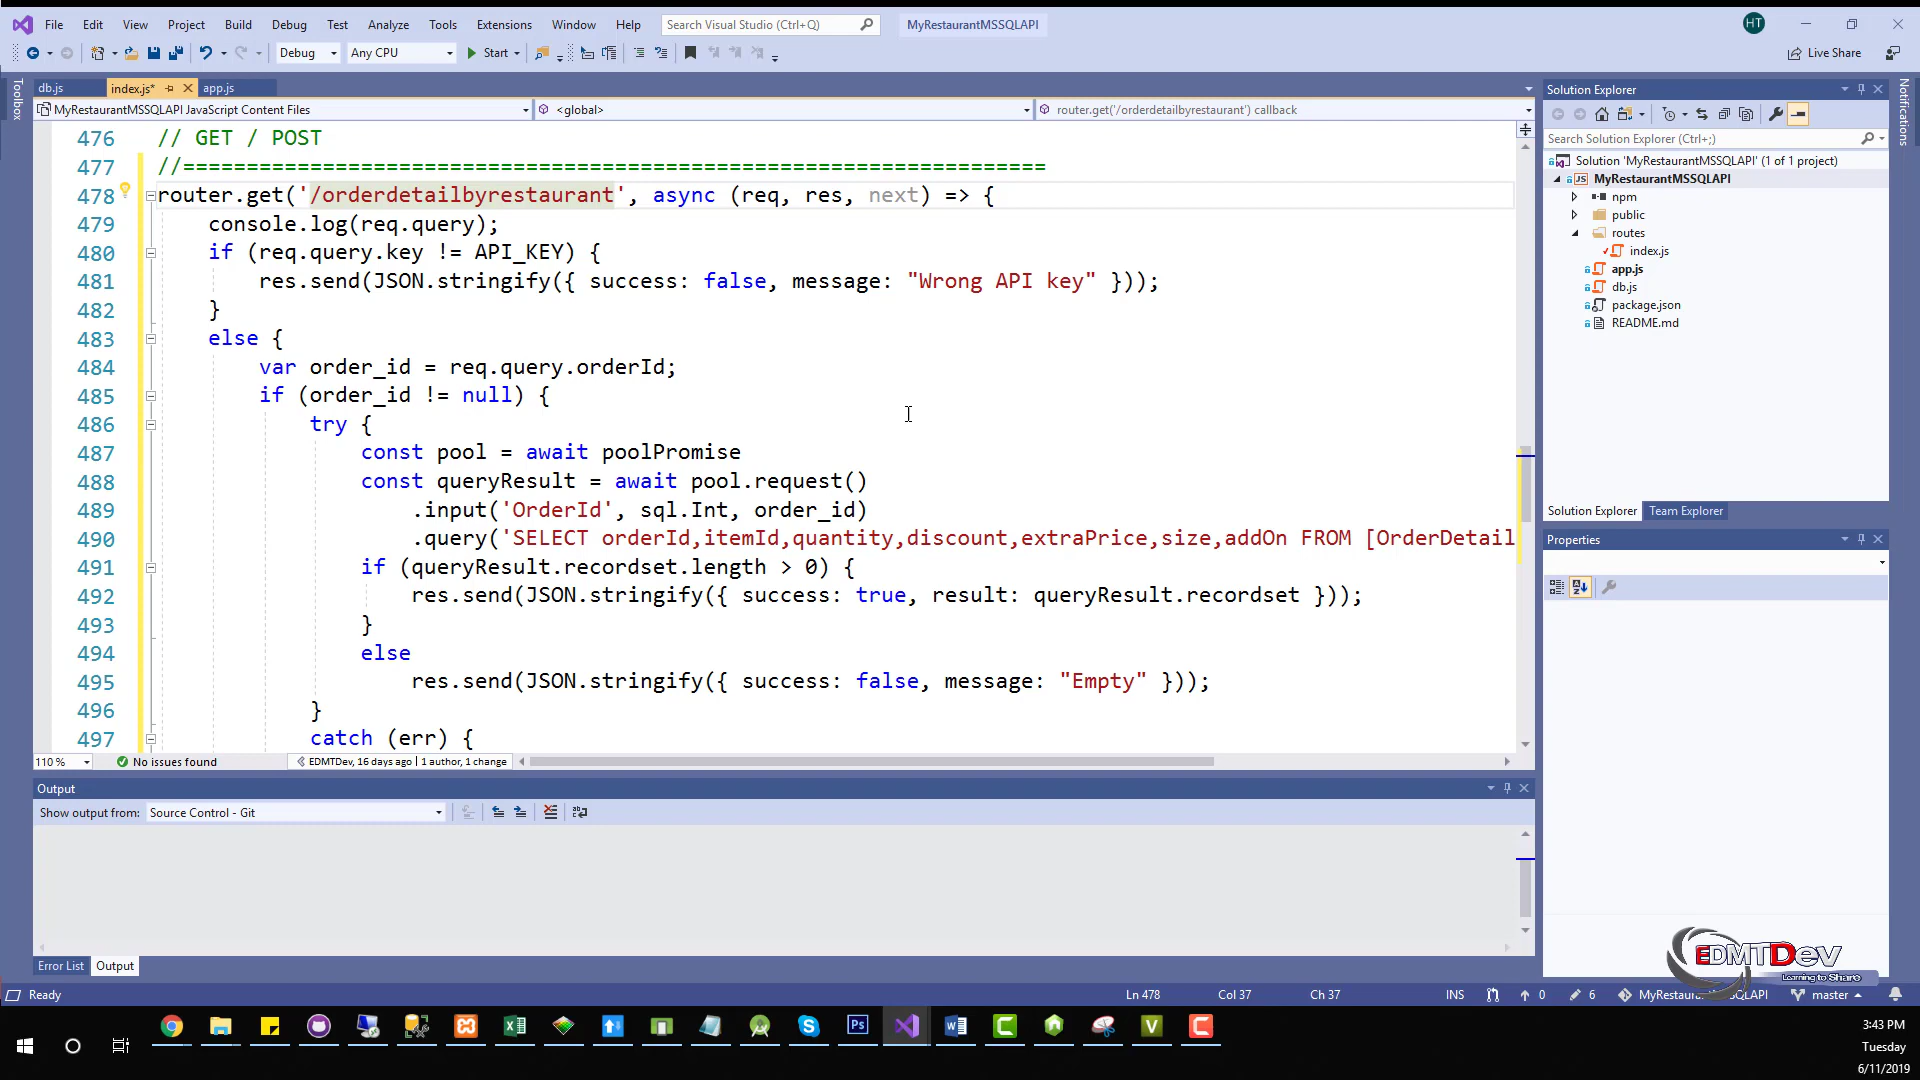 File Edit View Project Build Debug Test Analyze Tools Extensions Window Help Search Visual Studio (Ctrl+Q) MyRestaurantMSSQLAPI HT
Debug Any CPU Start Live Share
Toolbox
db.js index.js* app.js
MyRestaurantMSSQLAPI JavaScript Content Files <global> router.get('/orderdetailbyrestaurant') callback
476 // GET / POST
477 //====================================================================
478 router.get('/orderdetailbyrestaurant', async (req, res, next) => {
479 console.log(req.query);
480 if (req.query.key != API_KEY) {
481 res.send(JSON.stringify({ success: false, message: "Wrong API key" }));
482 }
483 else {
484 var order_id = req.query.orderId;
485 if (order_id != null) {
486 try {
487 const pool = await poolPromise
488 const queryResult = await pool.request()
489 .input('OrderId', sql.Int, order_id)
490 .query('SELECT orderId,itemId,quantity,discount,extraPrice,size,addOn FROM [OrderDetail
491 if (queryResult.recordset.length > 0) {
492 res.send(JSON.stringify({ success: true, result: queryResult.recordset }));
493 }
494 else
495 res.send(JSON.stringify({ success: false, message: "Empty" }));
496 }
497 catch (err) {
110 % No issues found EDMTDev, 16 days ago | 1 author, 1 change
Output
Show output from: Source Control - Git
Error List Output
Solution Explorer
Search Solution Explorer (Ctrl+;)
Solution 'MyRestaurantMSSQLAPI' (1 of 1 project)
MyRestaurantMSSQLAPI
npm
public
routes
index.js
app.js
db.js
package.json
README.md
Solution Explorer Team Explorer
Properties
Notifications
EDMTDev
Learning to Share
Ready Ln 478 Col 37 Ch 37 INS 0 6 MyRestaurantMSSQLAPI master
3:43 PM
Tuesday
6/11/2019